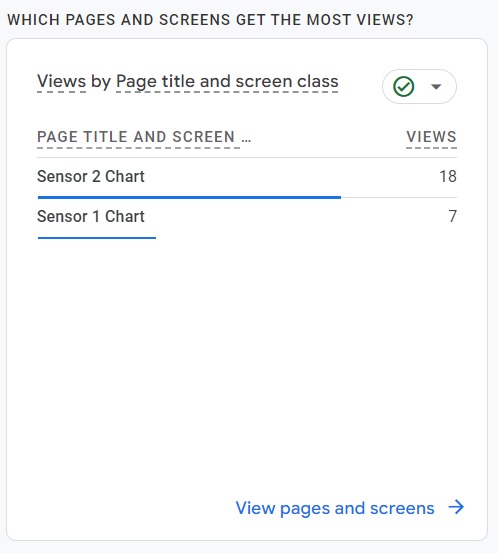 WHICH PAGES AND SCREENS GET THE MOST VIEWS?
Views by Page title and screen class
PAGE TITLE AND SCREEN … VIEWS
Sensor 2 Chart 18
Sensor 1 Chart 7
View pages and screens